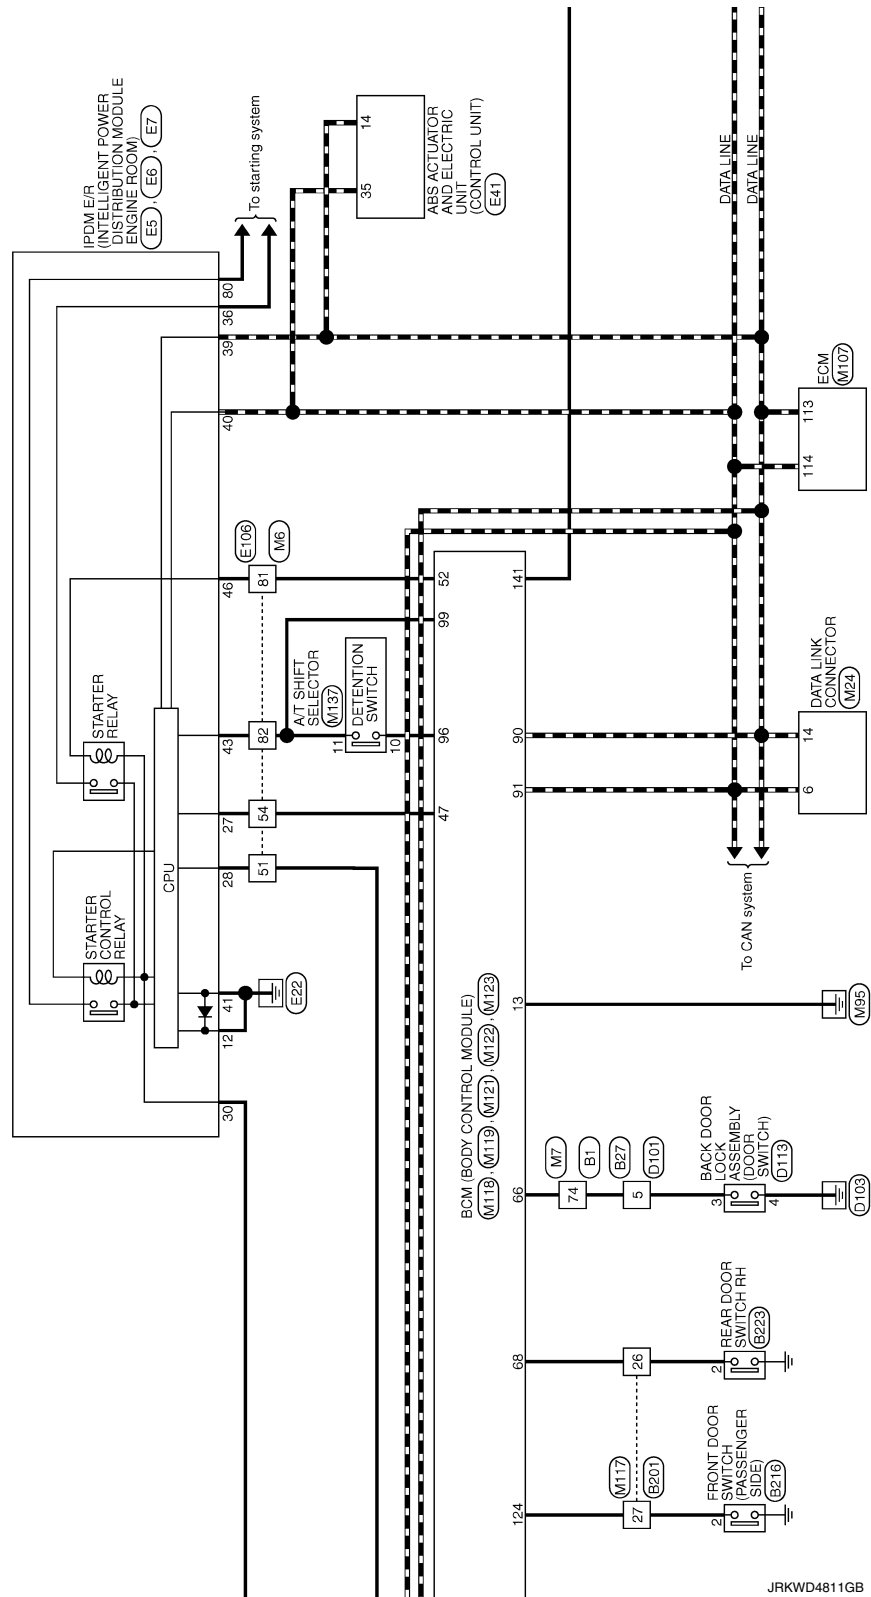 IPDM E/R
(INTELLIGENT POWER
DISTRIBUTION MODULE
ENGINE ROOM)
E5 , E6 , E7
To starting system
80
36
39
40
46
43
27
28
41
12
30
STARTER
RELAY
STARTER
CONTROL
RELAY
CPU
E22
14
35
ABS ACTUATOR
AND ELECTRIC
UNIT
(CONTROL UNIT)
E41
DATA LINE
DATA LINE
ECM
M107
113
114
E106
M6
81
82
54
51
A/T SHIFT
SELECTOR
M137
DETENTION
SWITCH
11
10
52
99
96
47
141
90
91
13
66
68
124
DATA LINK
CONNECTOR
M24
14
6
To CAN system
BCM (BODY CONTROL MODULE)
M118 , M119 , M121 , M122 , M123
M95
M7
B1
B27
D101
74
5
BACK DOOR
LOCK
ASSEMBLY
(DOOR
SWITCH)
D113
3
4
D103
26
REAR DOOR
SWITCH RH
B223
2
M117
B201
27
FRONT DOOR
SWITCH
(PASSENGER
SIDE)
B216
2
JRKWD4811GB